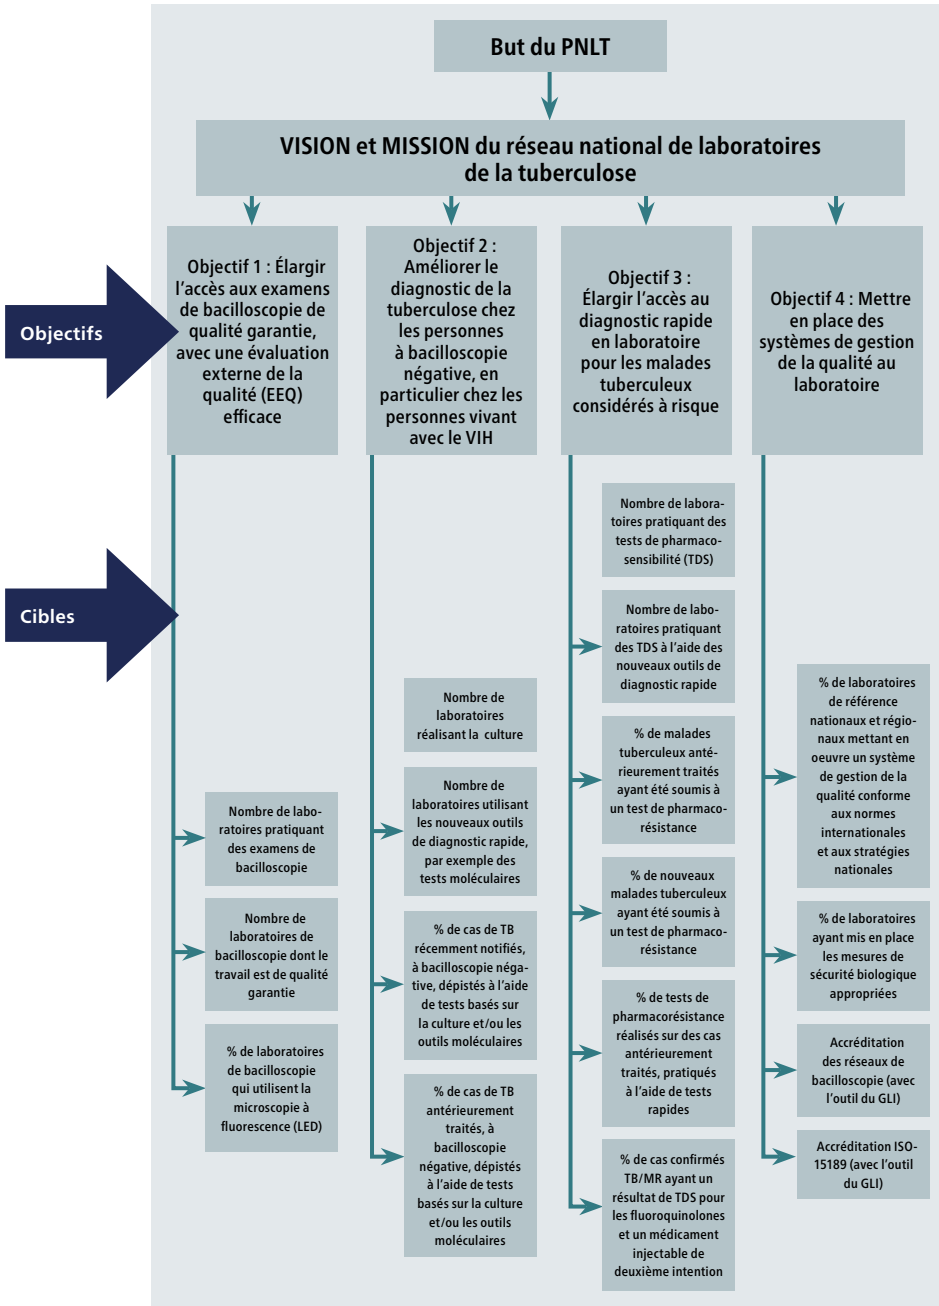 But du PNLT
VISION et MISSION du réseau national de laboratoires
de la tuberculose
Objectifs
Objectif 1 : Élargir
l'accès aux examens
de bacilloscopie de
qualité garantie,
avec une évaluation
externe de la
qualité (EEQ)
efficace
Objectif 2 :
Améliorer le
diagnostic de la
tuberculose chez
les personnes
à bacilloscopie
négative, en
particulier chez les
personnes vivant
avec le VIH
Objectif 3 :
Élargir l'accès au
diagnostic rapide
en laboratoire
pour les malades
tuberculeux
considérés à risque
Objectif 4 : Mettre
en place des
systèmes de gestion
de la qualité au
laboratoire
Cibles
Nombre de labo-
ratoires pratiquant
des examens de
bacilloscopie
Nombre de
laboratoires de
bacilloscopie dont le
travail est de qualité
garantie
% de laboratoires
de bacilloscopie
qui utilisent la
microscopie à
fluorescence (LED)
Nombre de
laboratoires
réalisant la culture
Nombre de
laboratoires utilisant
les nouveaux outils
de diagnostic rapide,
par exemple des
tests moléculaires
% de cas de TB
récemment notifiés,
à bacilloscopie néga-
tive, dépistés à l'aide
de tests basés sur
la culture et/ou les
outils moléculaires
% de cas de TB
antérieurement
traités, à
bacilloscopie
négative, dépistés
à l'aide de tests
basés sur la culture
et/ou les outils
moléculaires
Nombre de labora-
toires pratiquant des
tests de pharmaco-
sensibilité (TDS)
Nombre de labo-
ratoires pratiquant
des TDS à l'aide des
nouveaux outils de
diagnostic rapide
% de malades
tuberculeux anté-
rieurement traités
ayant été soumis à
un test de pharmaco-
résistance
% de nouveaux
malades tuberculeux
ayant été soumis à
un test de pharmaco-
résistance
% de tests de
pharmacorésistance
réalisés sur des cas
antérieurement
traités, pratiqués
à l'aide de tests
rapides
% de cas confirmés
TB/MR ayant un
résultat de TDS pour
les fluoroquinolones
et un médicament
injectable de
deuxième intention
% de laboratoires
de référence
nationaux et régio-
naux mettant en
oeuvre un système
de gestion de la
qualité conforme
aux normes
internationales
et aux stratégies
nationales
% de laboratoires
ayant mis en place
les mesures de
sécurité biologique
appropriées
Accréditation
des réseaux de
bacilloscopie (avec
l'outil du GLI)
Accréditation ISO-
15189 (avec l'outil
du GLI)